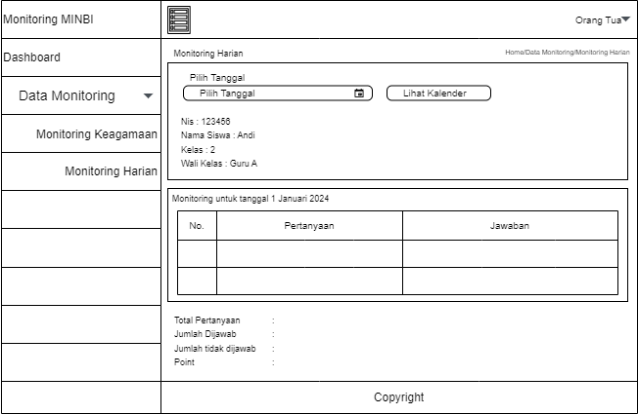 Monitoring MINBI
Orang Tua
Dashboard
Data Monitoring
Monitoring Keagamaan
Monitoring Harian
Monitoring Harian
Home/Data Monitoring/Monitoring Harian
Pilih Tanggal
Pilih Tanggal
Lihat Kalender
Nis : 123456
Nama Siswa : Andi
Kelas : 2
Wali Kelas : Guru A
Monitoring untuk tanggal 1 Januari 2024
No. Pertanyaan Jawaban
Total Pertanyaan :
Jumlah Dijawab :
Jumlah tidak dijawab :
Point :
Copyright